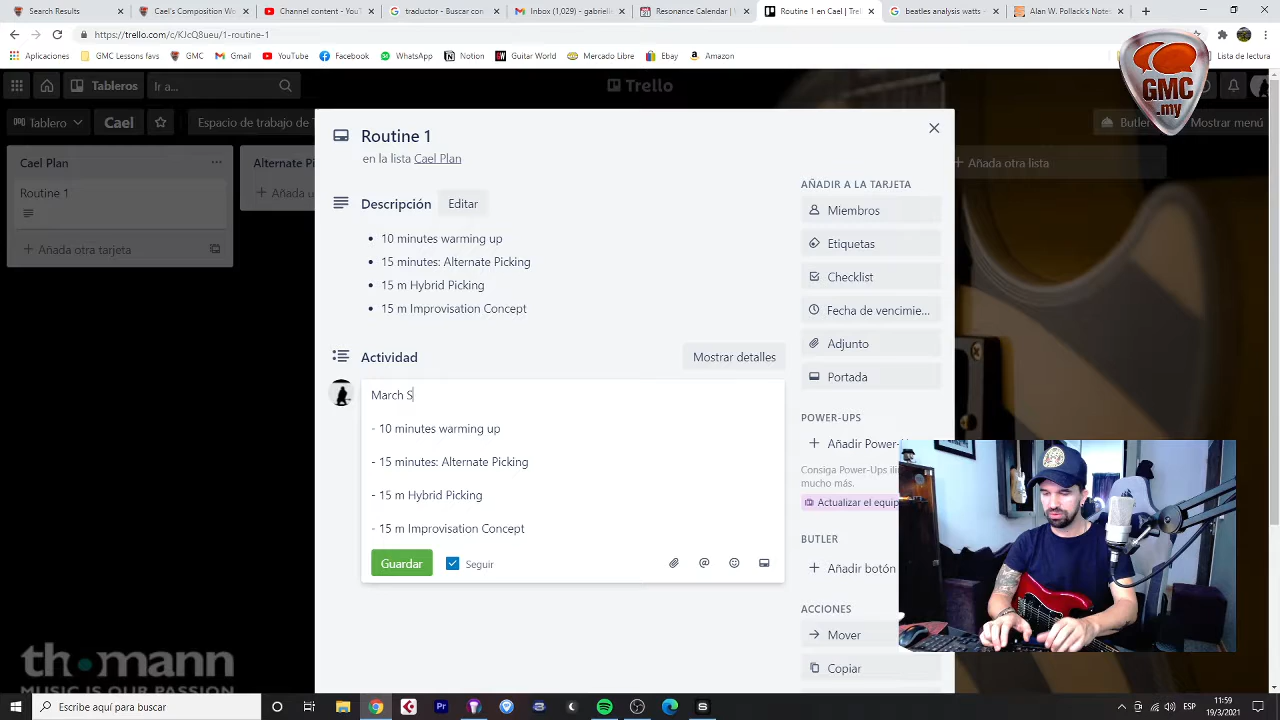 Search Results
Cael's Composition Wo
Channel content - YouT
traductor - Buscar con
Inbox (1,029) - gabrieli
Resonance Calendar | W
Routine 1 en Cael | Trel
beatles analysis watts -
Alan W. Pollack's Notes
https://trello.com/c/KJcQ8ueu/1-routine-1
Aplicaciones
GMC Lessons favs
GMC
Gmail
YouTube
Facebook
WhatsApp
Notion
Guitar World
Mercado Libre
Ebay
Amazon
Lista de lectura
GMC
.my
Tableros
Ir a...
Trello
Tablero
Cael
Espacio de trabajo de
Butler
Mostrar menú
Cael Plan
Routine 1
Añadida otra tarjeta
Alternate Pi
Añada u
Añada otra lista
Routine 1
en la lista Cael Plan
Descripción
Editar
10 minutes warming up
15 minutes: Alternate Picking
15 m Hybrid Picking
15 m Improvisation Concept
Actividad
Mostrar detalles
March S
- 10 minutes warming up
- 15 minutes: Alternate Picking
- 15 m Hybrid Picking
- 15 m Improvisation Concept
Guardar
Seguir
AÑADIR A LA TARJETA
Miembros
Etiquetas
Checklist
Fecha de vencimie...
Adjunto
Portada
POWER-UPS
Añadir Power-
Consiga Power-Ups ili
mucho más.
Actualizar el equip
BUTLER
Añadir botón
ACCIONES
Mover
Copiar
thomann
MUSIC IS OUR PASSION
Escribe aquí para buscar
ESP
11:59
19/3/2021